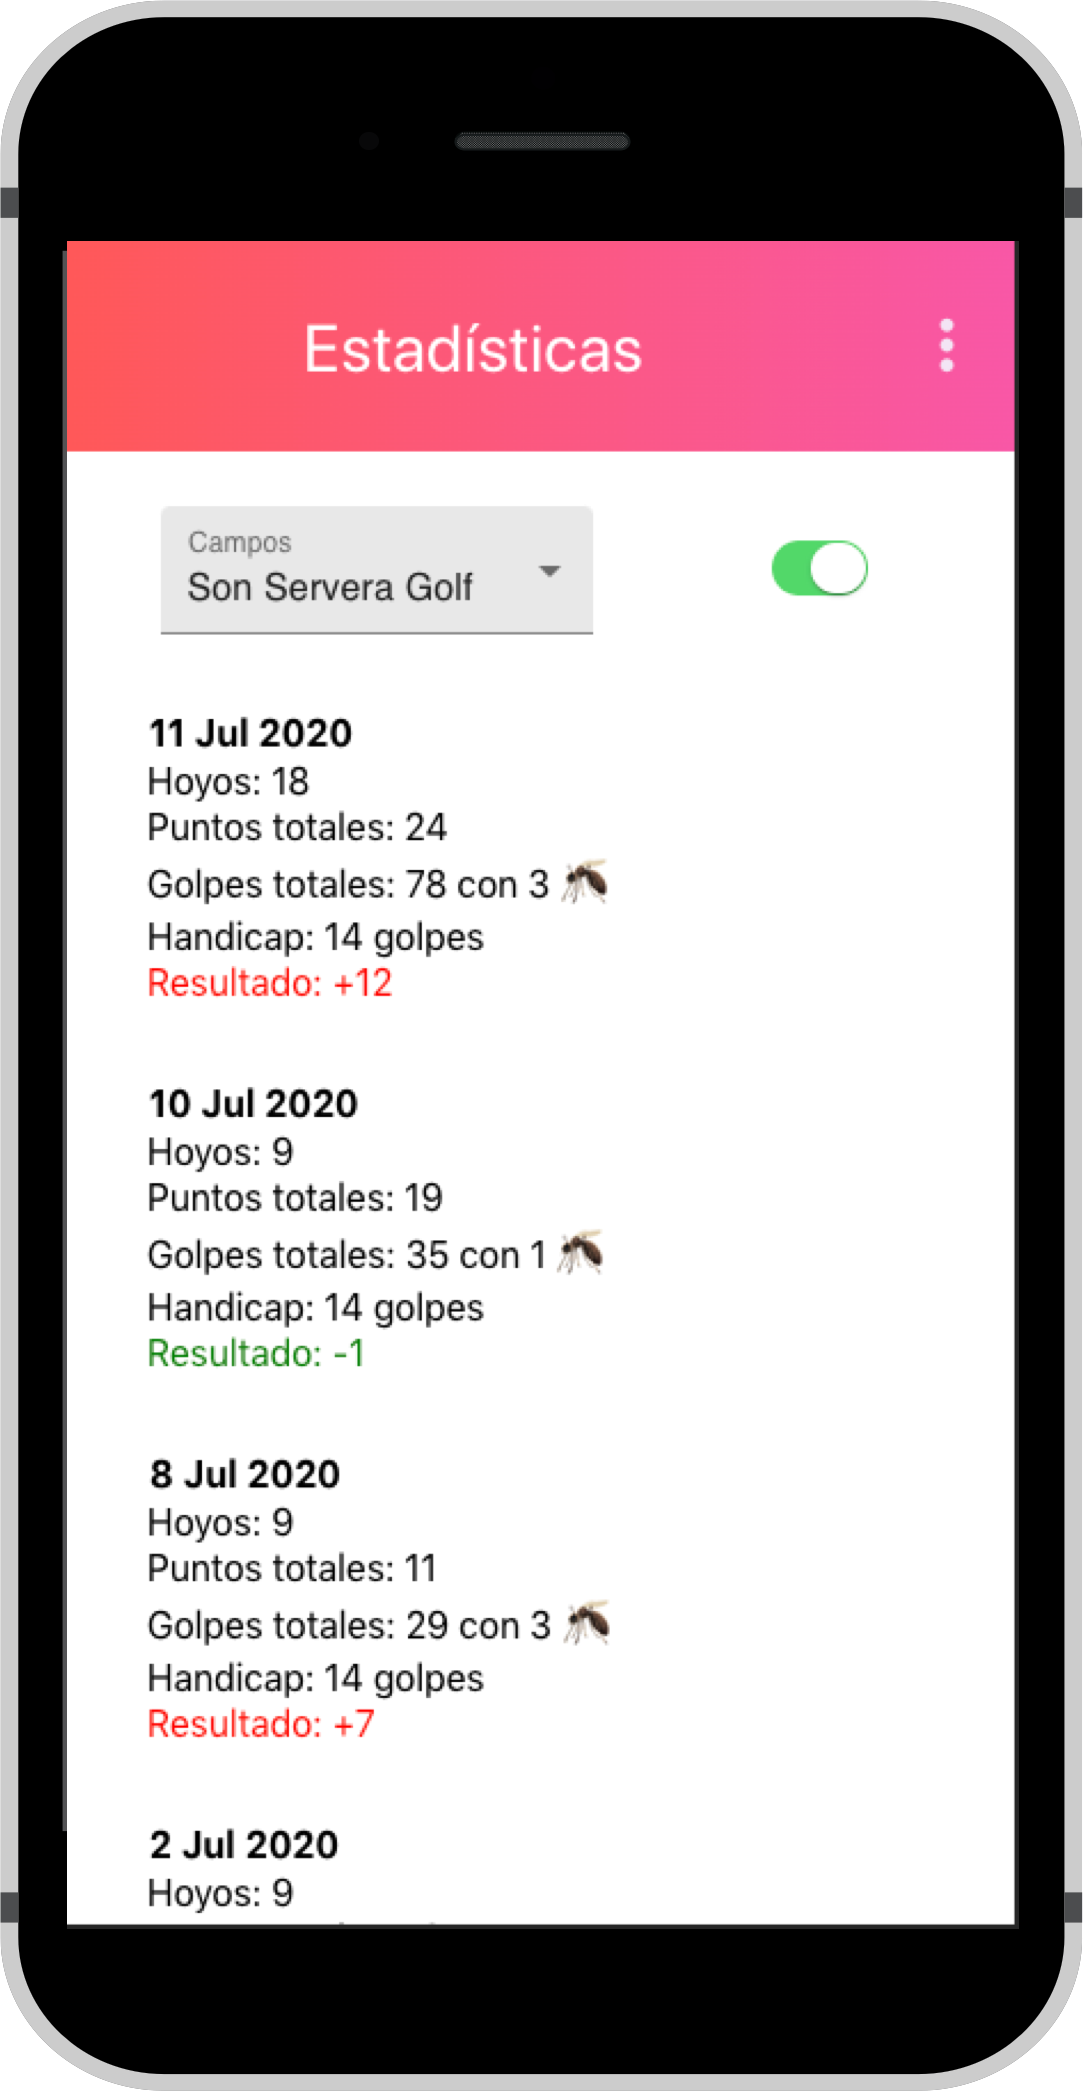 Estadísticas
Campos
Son Servera Golf
11 Jul 2020
Hoyos: 18
Puntos totales: 24
Golpes totales: 78 con 3 🦟
Handicap: 14 golpes
Resultado: +12
10 Jul 2020
Hoyos: 9
Puntos totales: 19
Golpes totales: 35 con 1 🦟
Handicap: 14 golpes
Resultado: -1
8 Jul 2020
Hoyos: 9
Puntos totales: 11
Golpes totales: 29 con 3 🦟
Handicap: 14 golpes
Resultado: +7
2 Jul 2020
Hoyos: 9